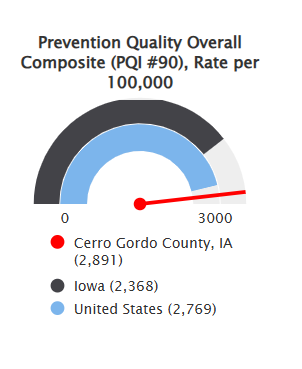 Prevention Quality Overall
Composite (PQI #90), Rate per
100,000
0
3000
Cerro Gordo County, IA
(2,891)
Iowa (2,368)
United States (2,769)